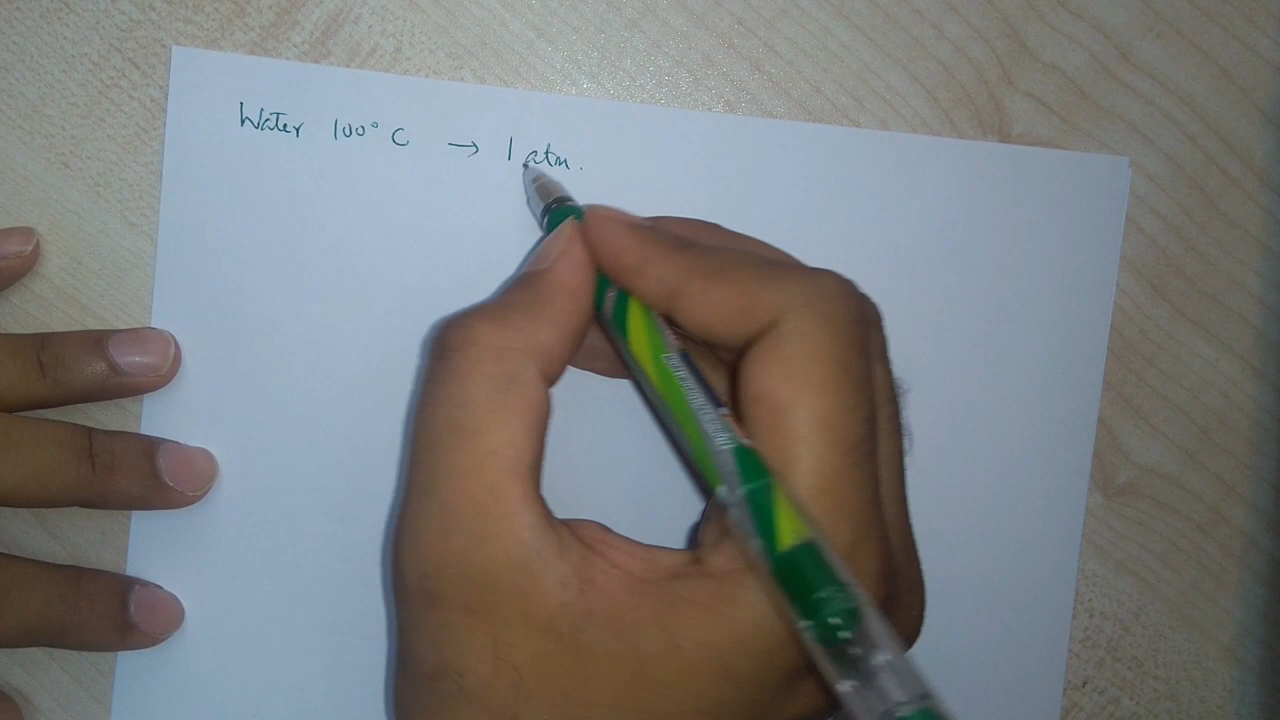 Water 100° C → 1 atm.